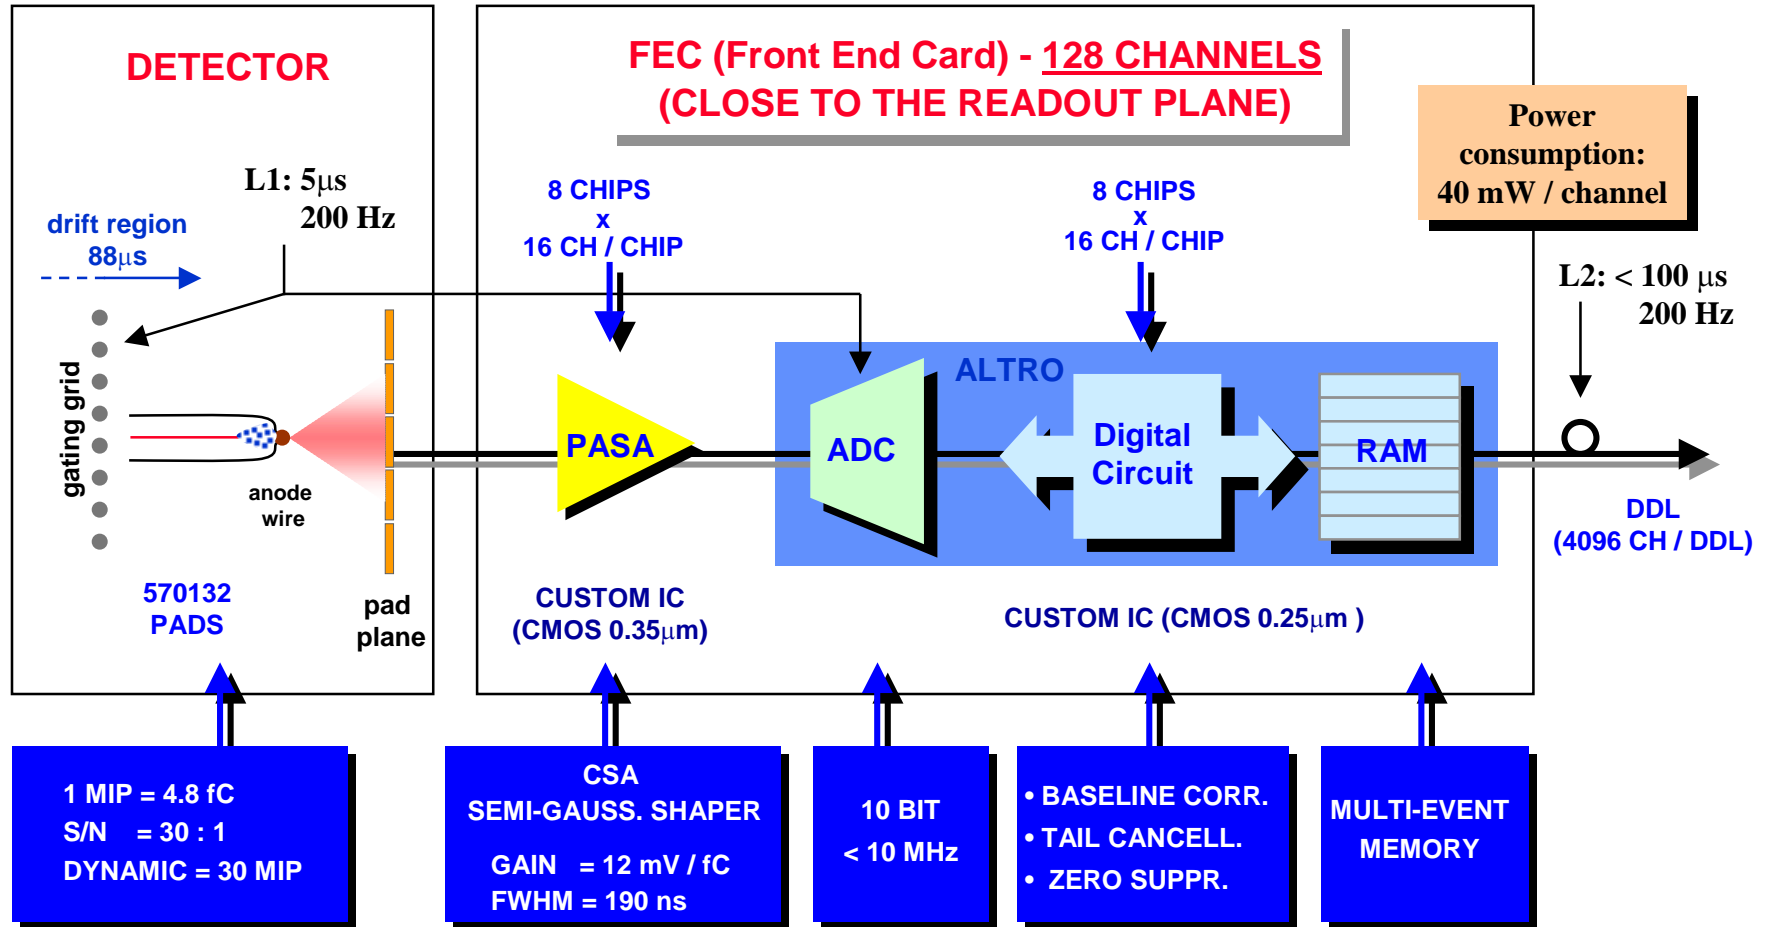 DETECTOR
FEC (Front End Card) - 128 CHANNELS
(CLOSE TO THE READOUT PLANE)
Power
consumption:
40 mW / channel
L1: 5μs
200 Hz
drift region
88μs
8 CHIPS
x
16 CH / CHIP
8 CHIPS
x
16 CH / CHIP
L2: < 100 μs
200 Hz
gating grid
anode
wire
PASA
ADC
ALTRO
Digital
Circuit
RAM
DDL
(4096 CH / DDL)
570132
PADS
pad
plane
CUSTOM IC
(CMOS 0.35μm)
CUSTOM IC (CMOS 0.25μm )
1 MIP = 4.8 fC
S/N = 30 : 1
DYNAMIC = 30 MIP
CSA
SEMI-GAUSS. SHAPER
GAIN = 12 mV / fC
FWHM = 190 ns
10 BIT
< 10 MHz
• BASELINE CORR.
• TAIL CANCELL.
• ZERO SUPPR.
MULTI-EVENT
MEMORY